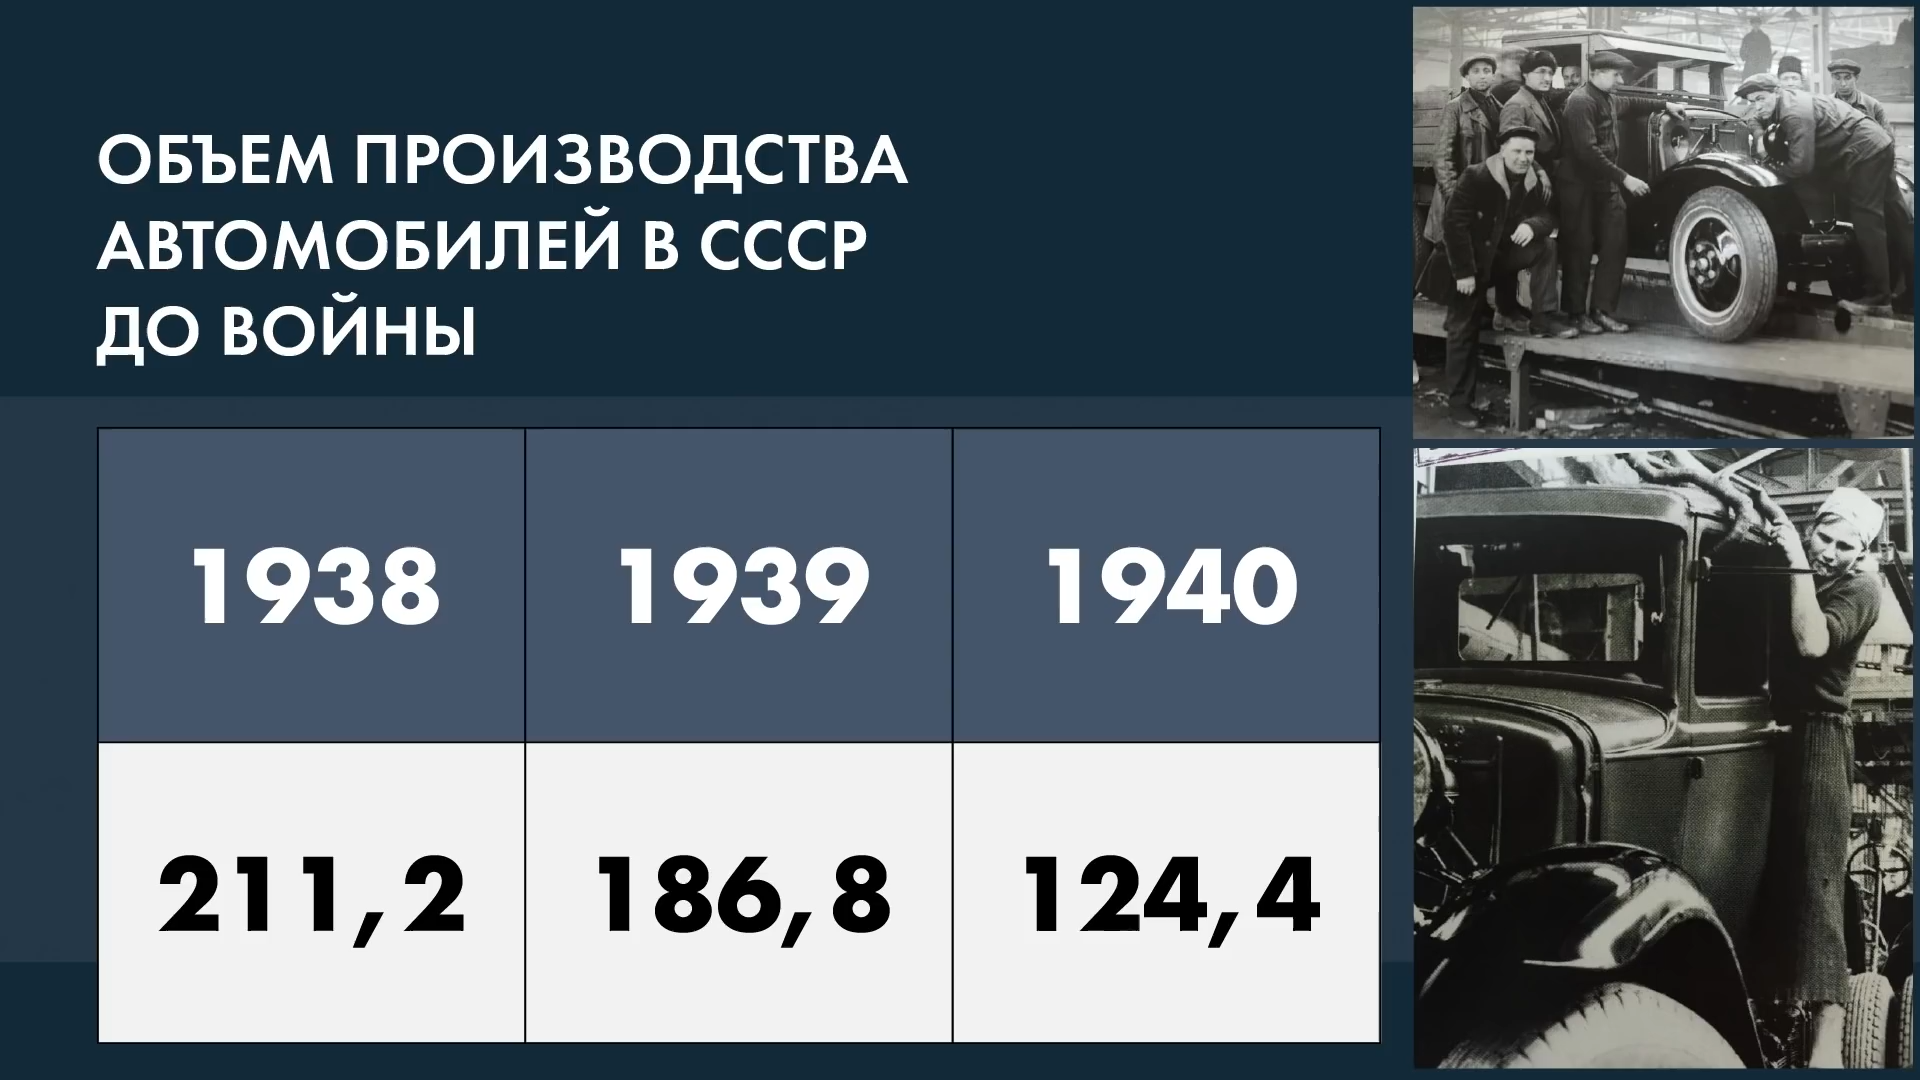 ОБЪЕМ ПРОИЗВОДСТВА
АВТОМОБИЛЕЙ В СССР
ДО ВОЙНЫ
1938 1939 1940
211,2 186,8 124,4